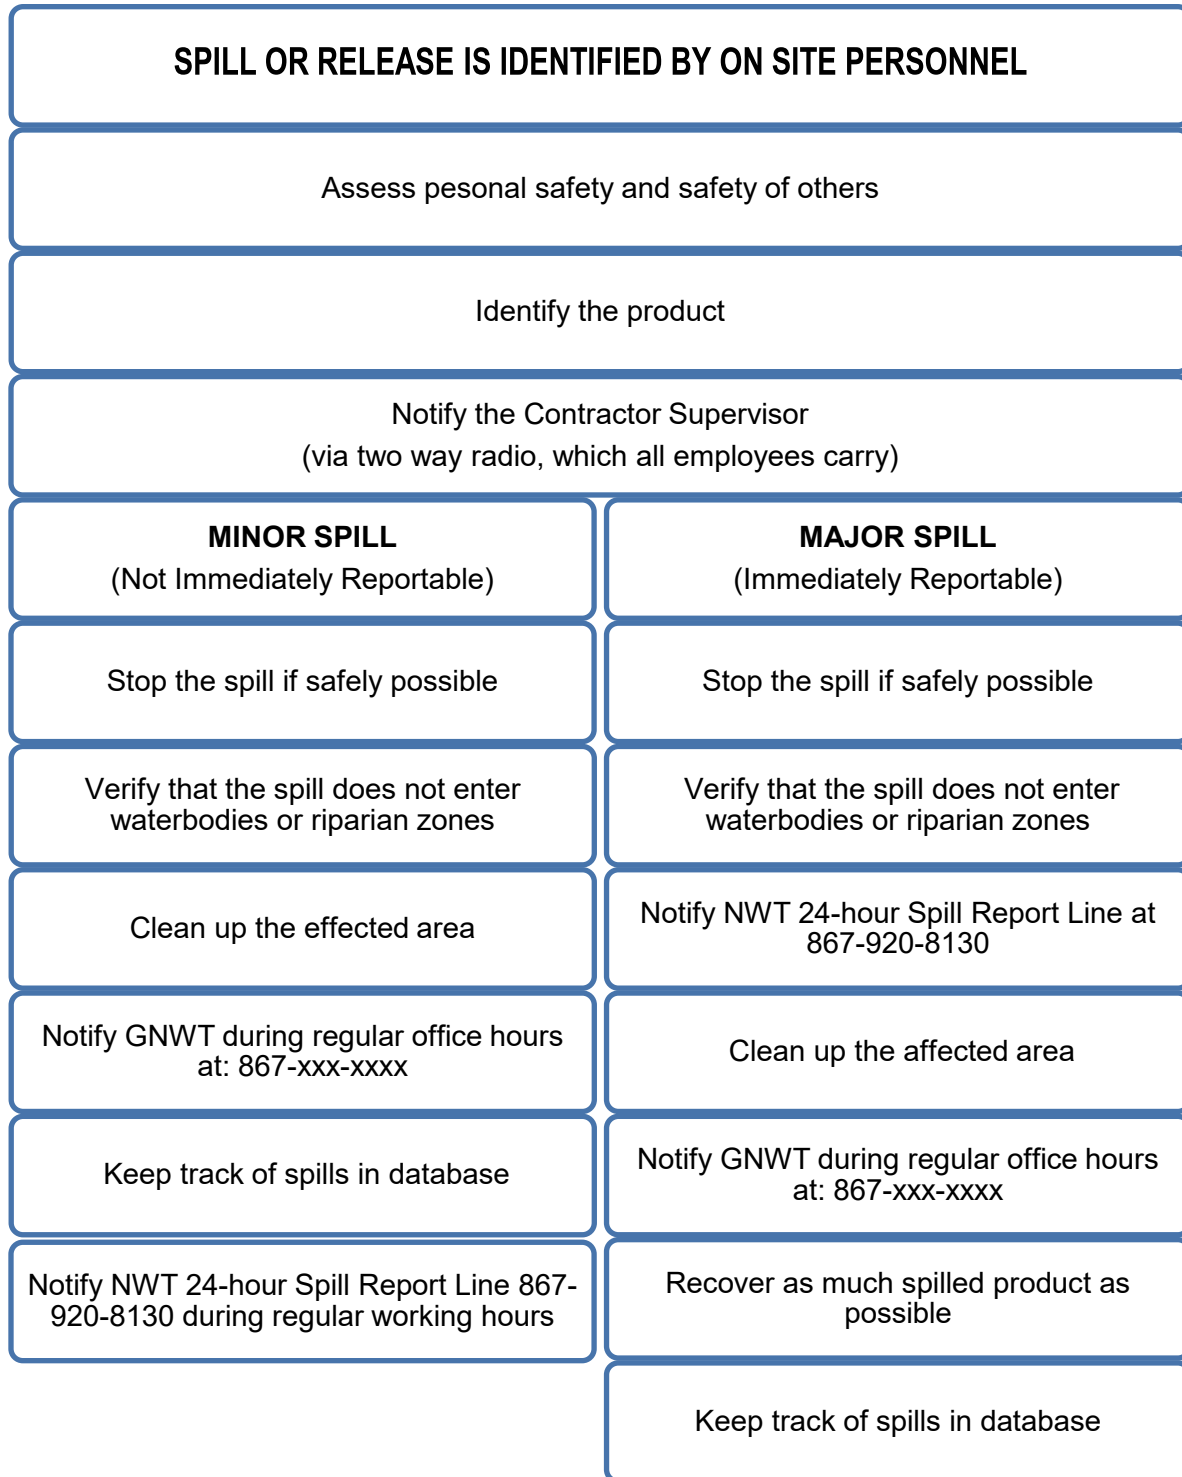 SPILL OR RELEASE IS IDENTIFIED BY ON SITE PERSONNEL
Assess pesonal safety and safety of others
Identify the product
Notify the Contractor Supervisor
(via two way radio, which all employees carry)
MINOR SPILL
(Not Immediately Reportable)
Stop the spill if safely possible
Verify that the spill does not enter
waterbodies or riparian zones
Clean up the effected area
Notify GNWT during regular office hours
at: 867-xxx-xxxx
Keep track of spills in database
Notify NWT 24-hour Spill Report Line 867-
920-8130 during regular working hours
MAJOR SPILL
(Immediately Reportable)
Stop the spill if safely possible
Verify that the spill does not enter
waterbodies or riparian zones
Notify NWT 24-hour Spill Report Line at
867-920-8130
Clean up the affected area
Notify GNWT during regular office hours
at: 867-xxx-xxxx
Recover as much spilled product as
possible
Keep track of spills in database